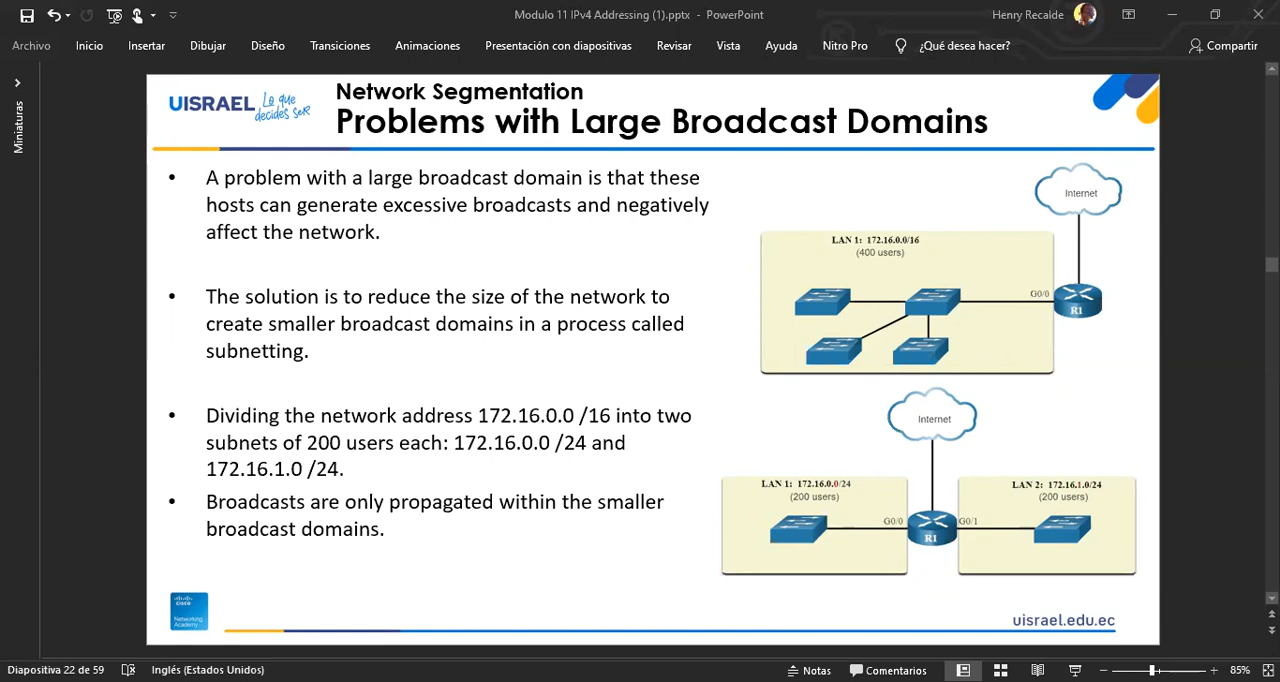 Modulo 11 IPv4 Addressing (1).pptx - PowerPoint
Henry Recalde
Archivo Inicio Insertar Dibujar Diseño Transiciones Animaciones Presentación con diapositivas Revisar Vista Ayuda Nitro Pro ¿Qué desea hacer? Compartir
Miniaturas
UISRAEL Lo que
decides ser
Network Segmentation
Problems with Large Broadcast Domains
• A problem with a large broadcast domain is that these
hosts can generate excessive broadcasts and negatively
affect the network.
• The solution is to reduce the size of the network to
create smaller broadcast domains in a process called
subnetting.
• Dividing the network address 172.16.0.0 /16 into two
subnets of 200 users each: 172.16.0.0 /24 and
172.16.1.0 /24.
• Broadcasts are only propagated within the smaller
broadcast domains.
Internet
LAN 1: 172.16.0.0/16
(400 users)
G0/0
R1
Internet
LAN 1: 172.16.0.0/24
(200 users)
G0/0
R1
G0/1
LAN 2: 172.16.1.0/24
(200 users)
cisco
Networking
Academy
uisrael.edu.ec
Diapositiva 22 de 59 Inglés (Estados Unidos) Notas Comentarios 85%